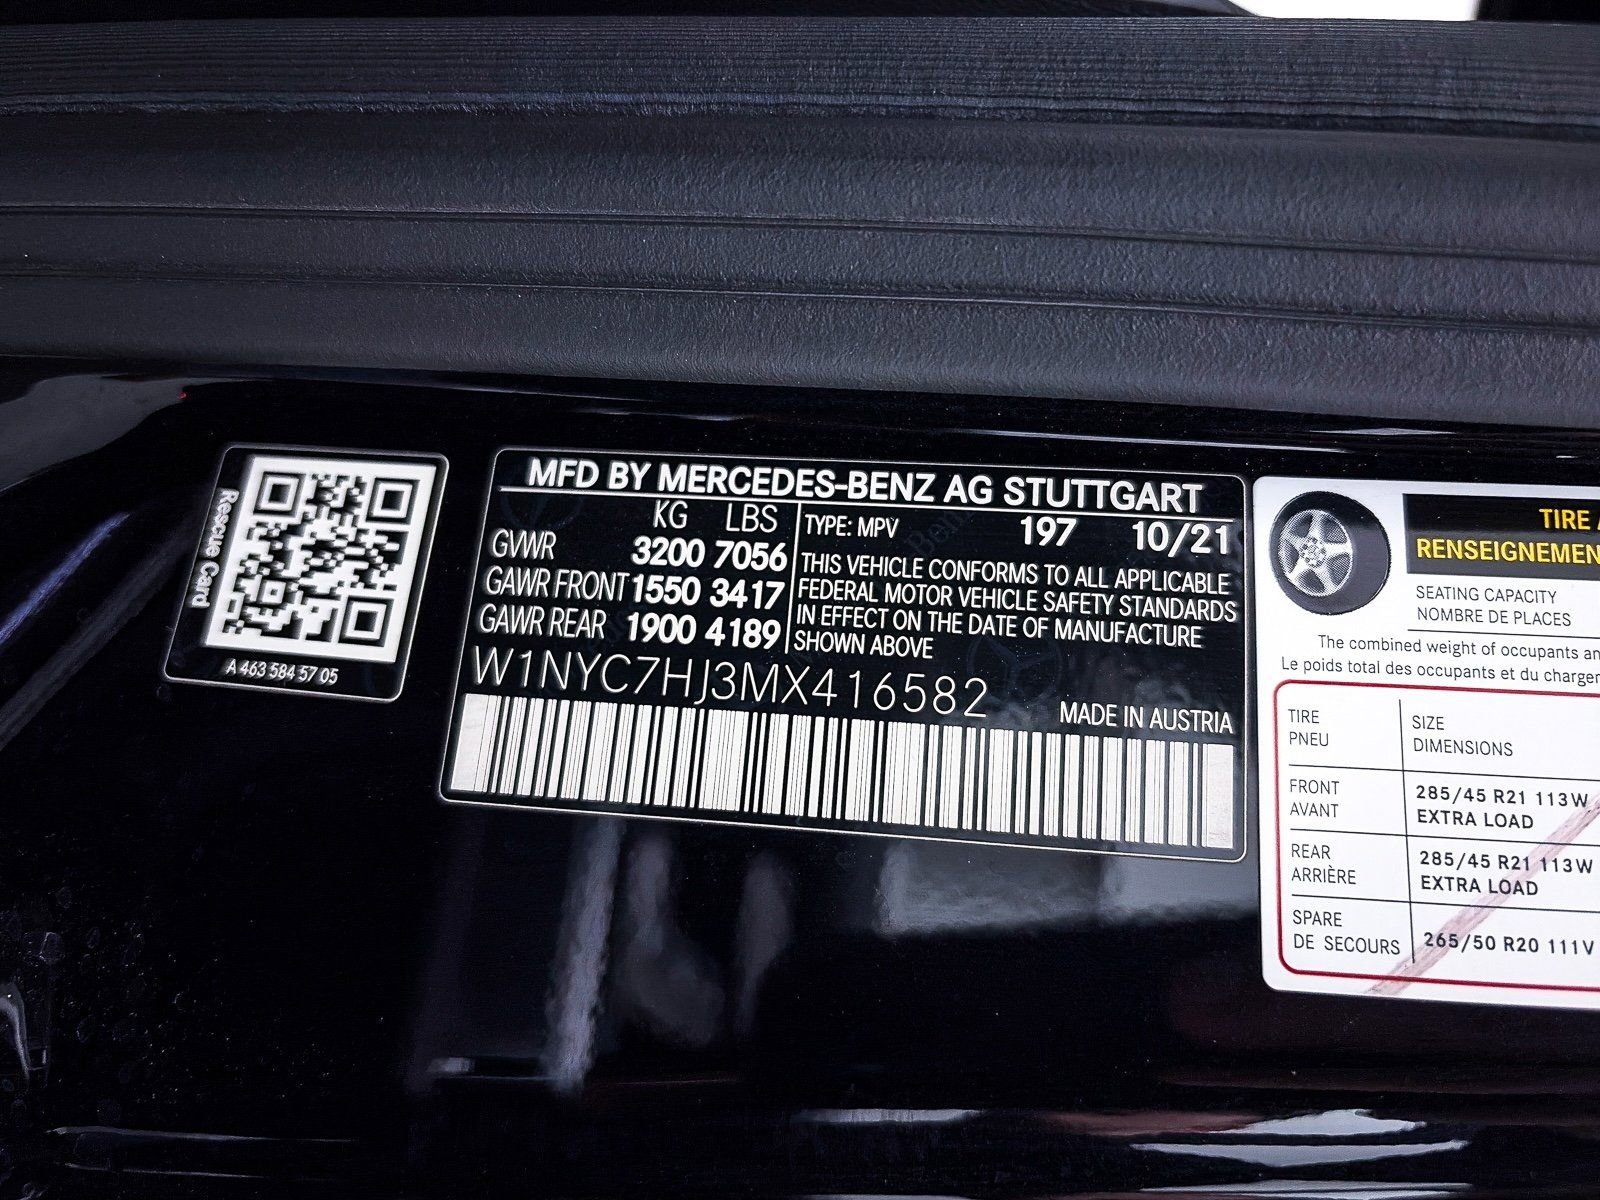 Rescue Card
A 463 584 57 05
MFD BY MERCEDES-BENZ AG STUTTGART
KG LBS
GVWR 3200 7056
GAWR FRONT 1550 3417
GAWR REAR 1900 4189
TYPE: MPV 197 10/21
THIS VEHICLE CONFORMS TO ALL APPLICABLE
FEDERAL MOTOR VEHICLE SAFETY STANDARDS
IN EFFECT ON THE DATE OF MANUFACTURE
SHOWN ABOVE
W1NYC7HJ3MX416582
MADE IN AUSTRIA
TIRE
RENSEIGNEMEN
SEATING CAPACITY
NOMBRE DE PLACES
The combined weight of occupants an
Le poids total des occupants et du charger
TIRE SIZE
PNEU DIMENSIONS
FRONT 285/45 R21 113W
AVANT EXTRA LOAD
REAR 285/45 R21 113W
ARRIÈRE EXTRA LOAD
SPARE
DE SECOURS 265/50 R20 111V